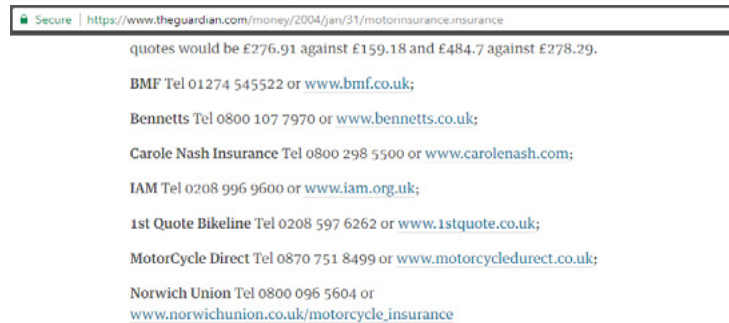 Secure | https://www.theguardian.com/money/2004/jan/31/motorinsurance.insurance
quotes would be £276.91 against £159.18 and £484.7 against £278.29.
BMF Tel 01274 545522 or www.bmf.co.uk;
Bennetts Tel 0800 107 7970 or www.bennetts.co.uk;
Carole Nash Insurance Tel 0800 298 5500 or www.carolenash.com;
IAM Tel 0208 996 9600 or www.iam.org.uk;
1st Quote Bikeline Tel 0208 597 6262 or www.1stquote.co.uk;
MotorCycle Direct Tel 0870 751 8499 or www.motorcycledurect.co.uk;
Norwich Union Tel 0800 096 5604 or
www.norwichunion.co.uk/motorcycle_insurance